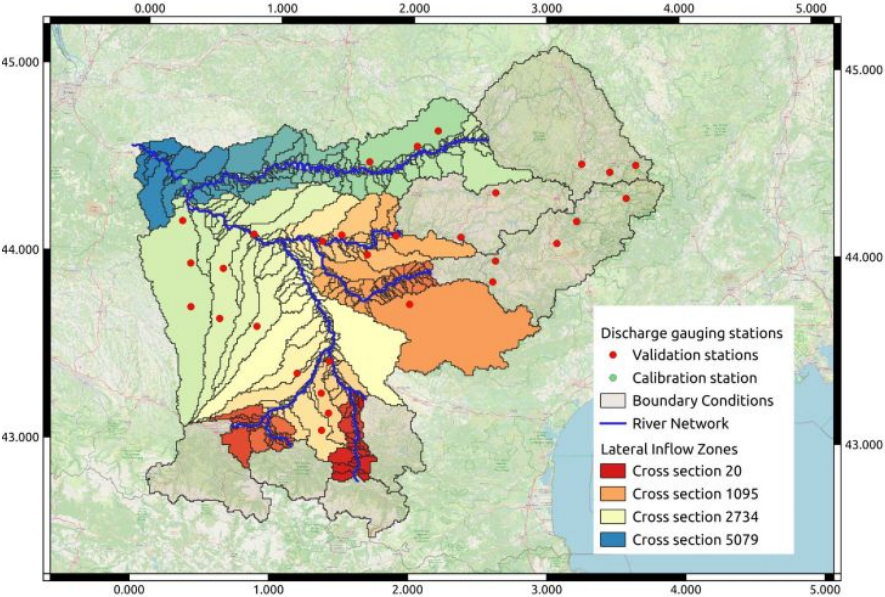 0.000 1.000 2.000 3.000 4.000 5.000
45.000 45.000
44.000 44.000
43.000 43.000
Discharge gauging stations
Validation stations
Calibration station
Boundary Conditions
River Network
Lateral Inflow Zones
Cross section 20
Cross section 1095
Cross section 2734
Cross section 5079
0.000 1.000 2.000 3.000 4.000 5.000